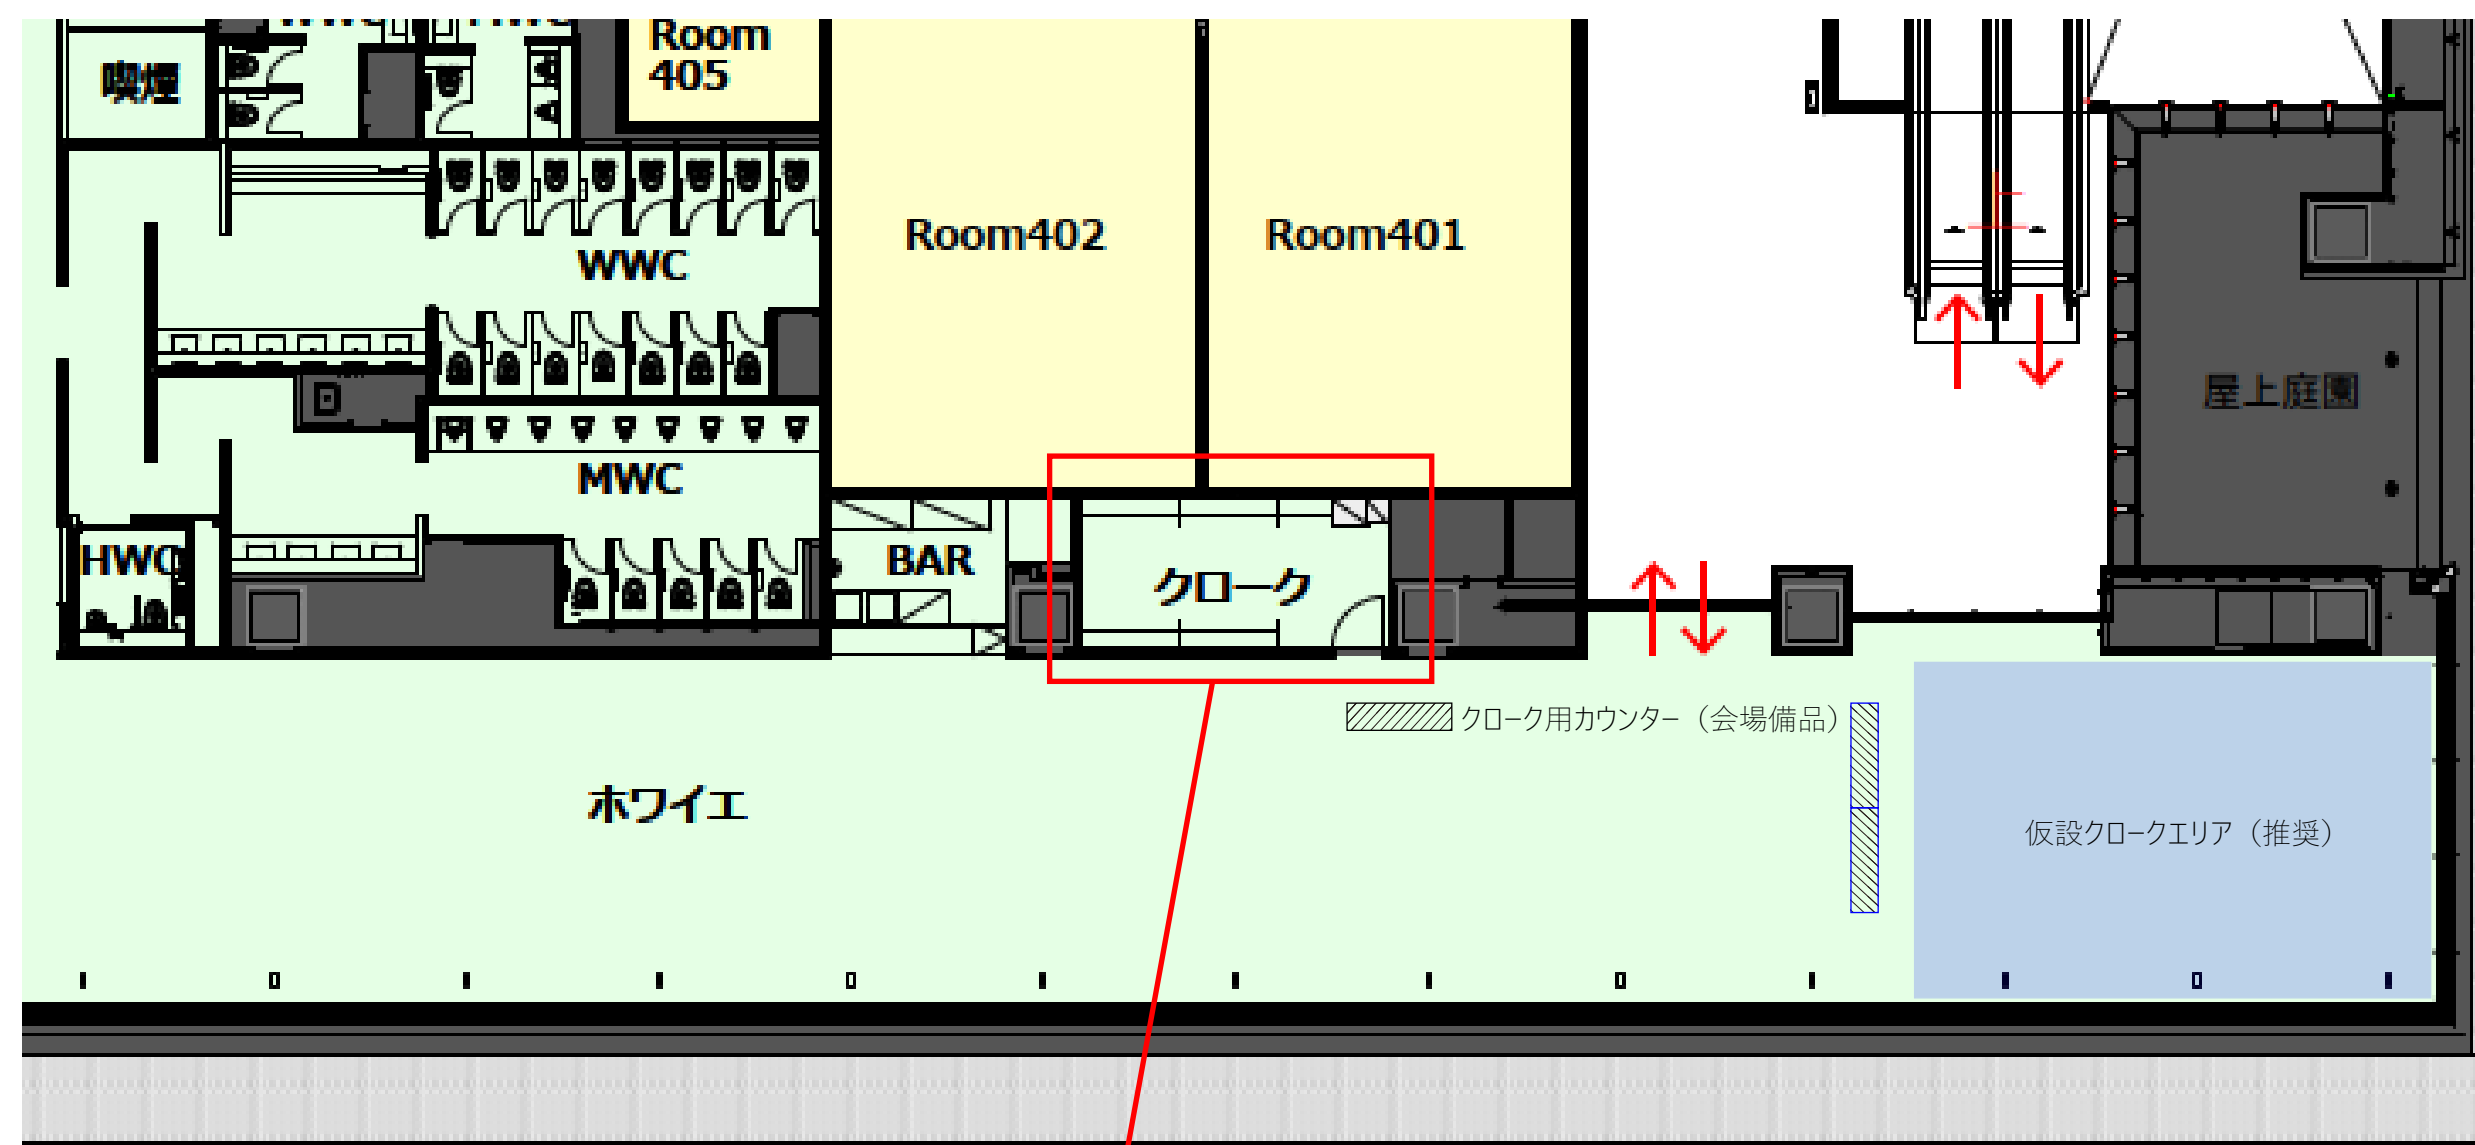 Room
405
喫煙
Room402
Room401
WWC
屋上庭園
MWC
HWC
BAR
クローク
クローク用カウンター（会場備品）
ホワイエ
仮設クロークエリア（推奨）